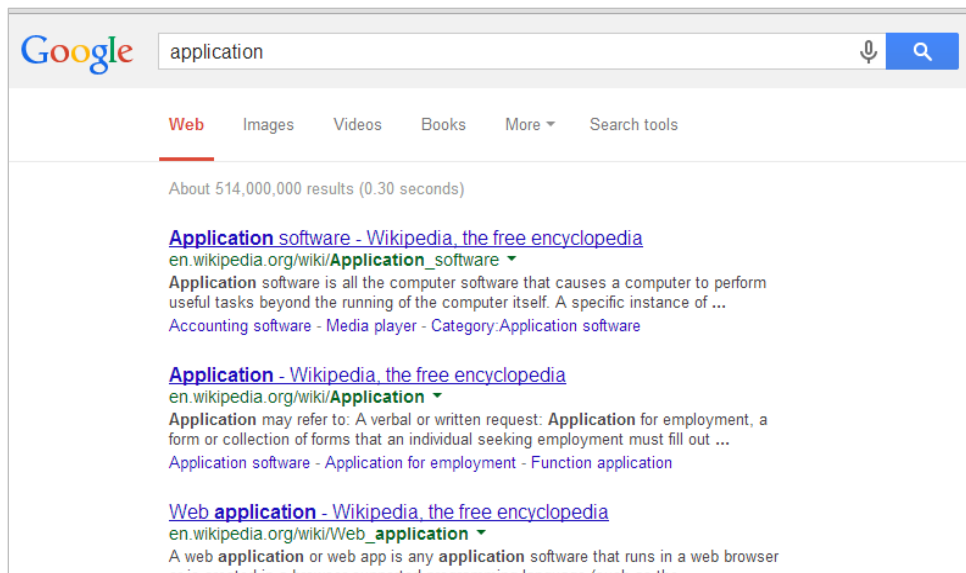 Google application
Web Images Videos Books More Search tools
About 514,000,000 results (0.30 seconds)
Application software - Wikipedia, the free encyclopedia
en.wikipedia.org/wiki/Application_software
Application software is all the computer software that causes a computer to perform
useful tasks beyond the running of the computer itself. A specific instance of ...
Accounting software - Media player - Category:Application software
Application - Wikipedia, the free encyclopedia
en.wikipedia.org/wiki/Application
Application may refer to: A verbal or written request: Application for employment, a
form or collection of forms that an individual seeking employment must fill out ...
Application software - Application for employment - Function application
Web application - Wikipedia, the free encyclopedia
en.wikipedia.org/wiki/Web_application
A web application or web app is any application software that runs in a web browser